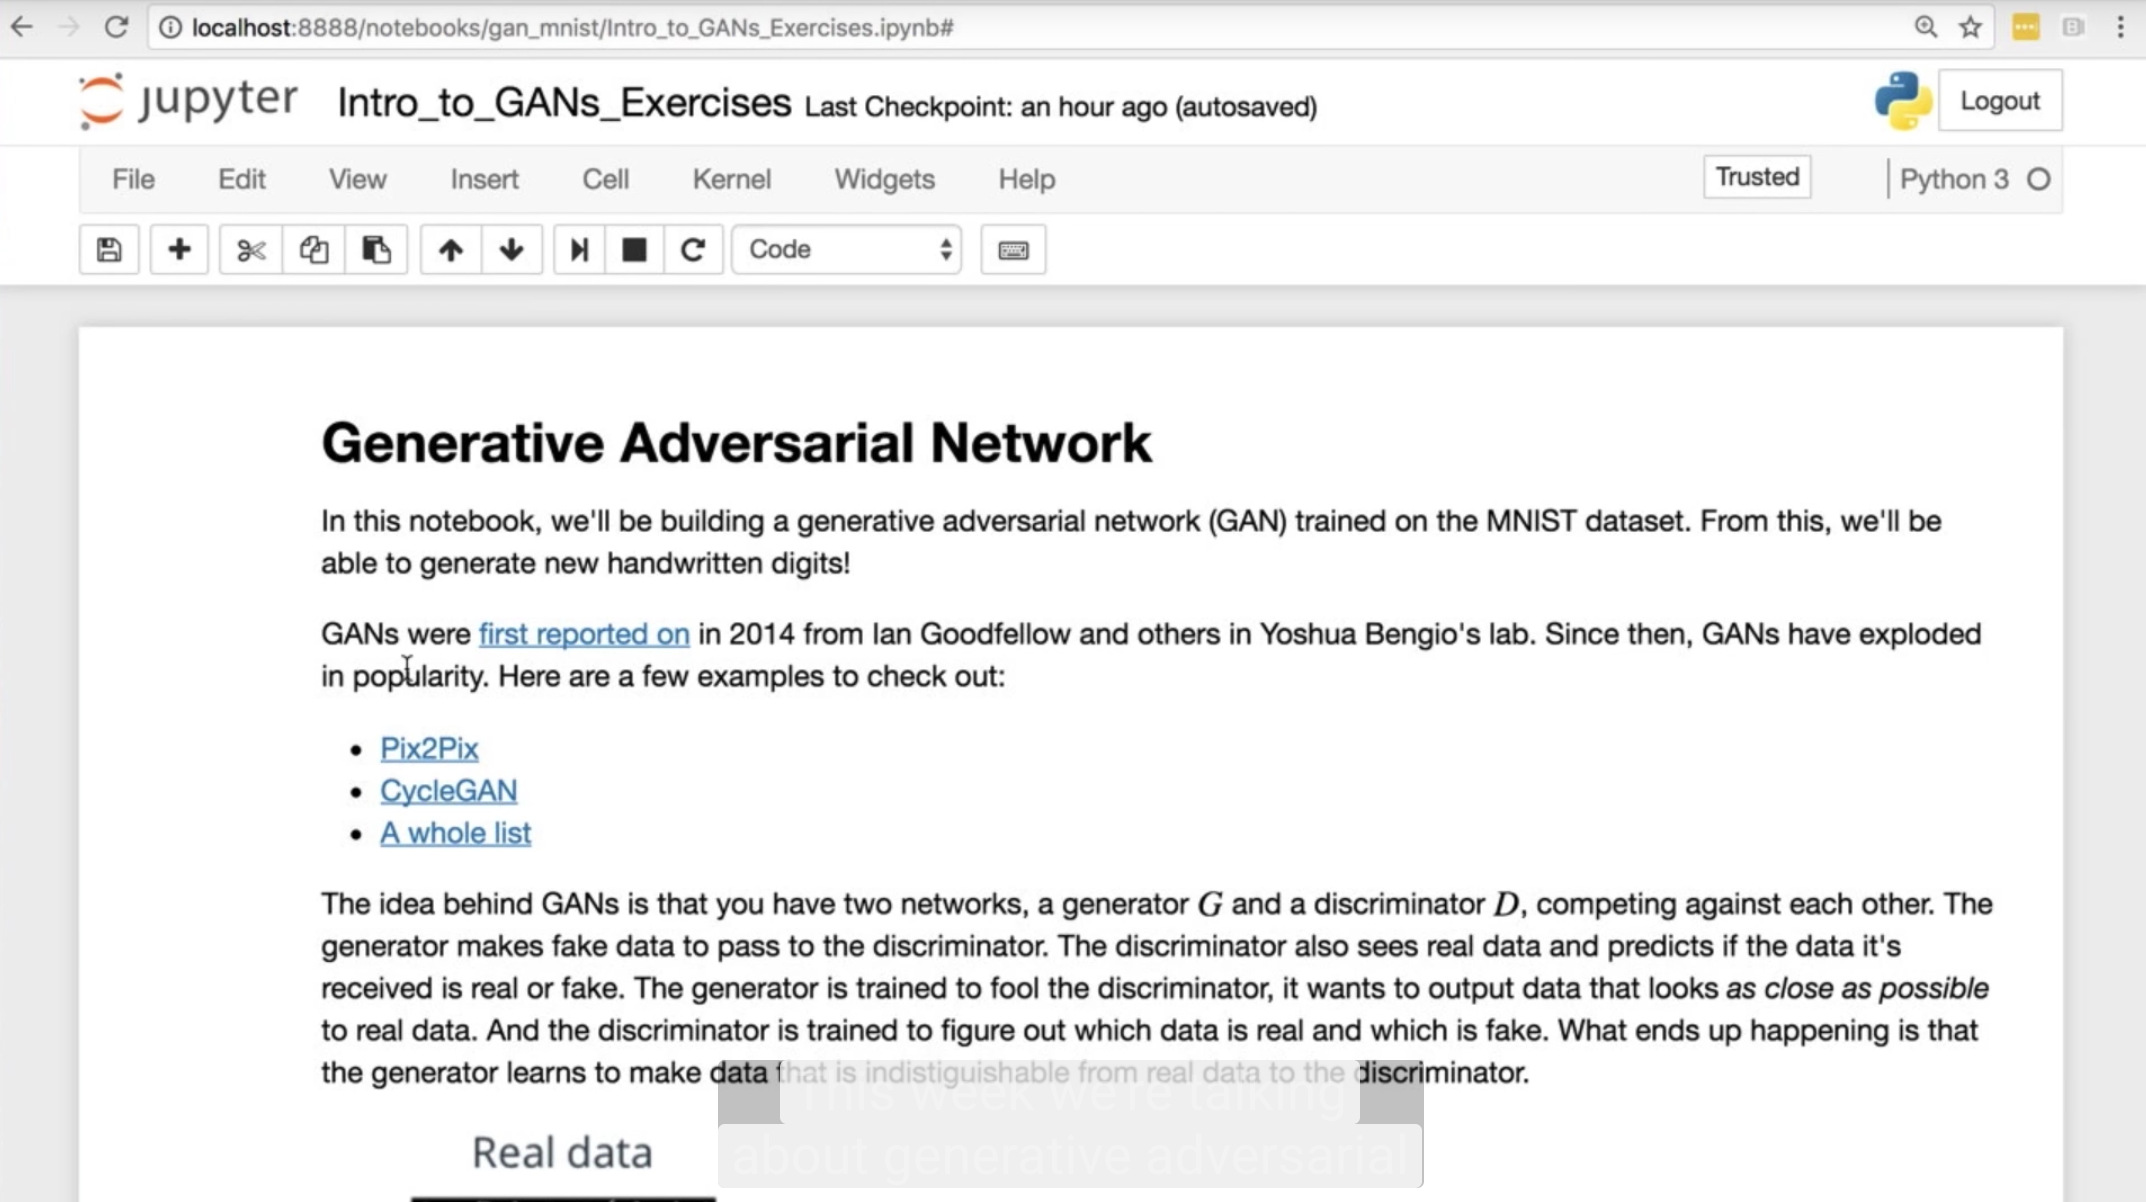 localhost:8888/notebooks/gan_mnist/Intro_to_GANs_Exercises.ipynb#
jupyter Intro_to_GANs_Exercises Last Checkpoint: an hour ago (autosaved) Logout
File Edit View Insert Cell Kernel Widgets Help Trusted Python 3
Code
Generative Adversarial Network
In this notebook, we'll be building a generative adversarial network (GAN) trained on the MNIST dataset. From this, we'll be
able to generate new handwritten digits!
GANs were first reported on in 2014 from Ian Goodfellow and others in Yoshua Bengio's lab. Since then, GANs have exploded
in popularity. Here are a few examples to check out:
• Pix2Pix
• CycleGAN
• A whole list
The idea behind GANs is that you have two networks, a generator G and a discriminator D, competing against each other. The
generator makes fake data to pass to the discriminator. The discriminator also sees real data and predicts if the data it's
received is real or fake. The generator is trained to fool the discriminator, it wants to output data that looks as close as possible
to real data. And the discriminator is trained to figure out which data is real and which is fake. What ends up happening is that
the generator learns to make data that is indistiguishable from real data to the discriminator.
This week we're talking
about generative adversarial
Real data